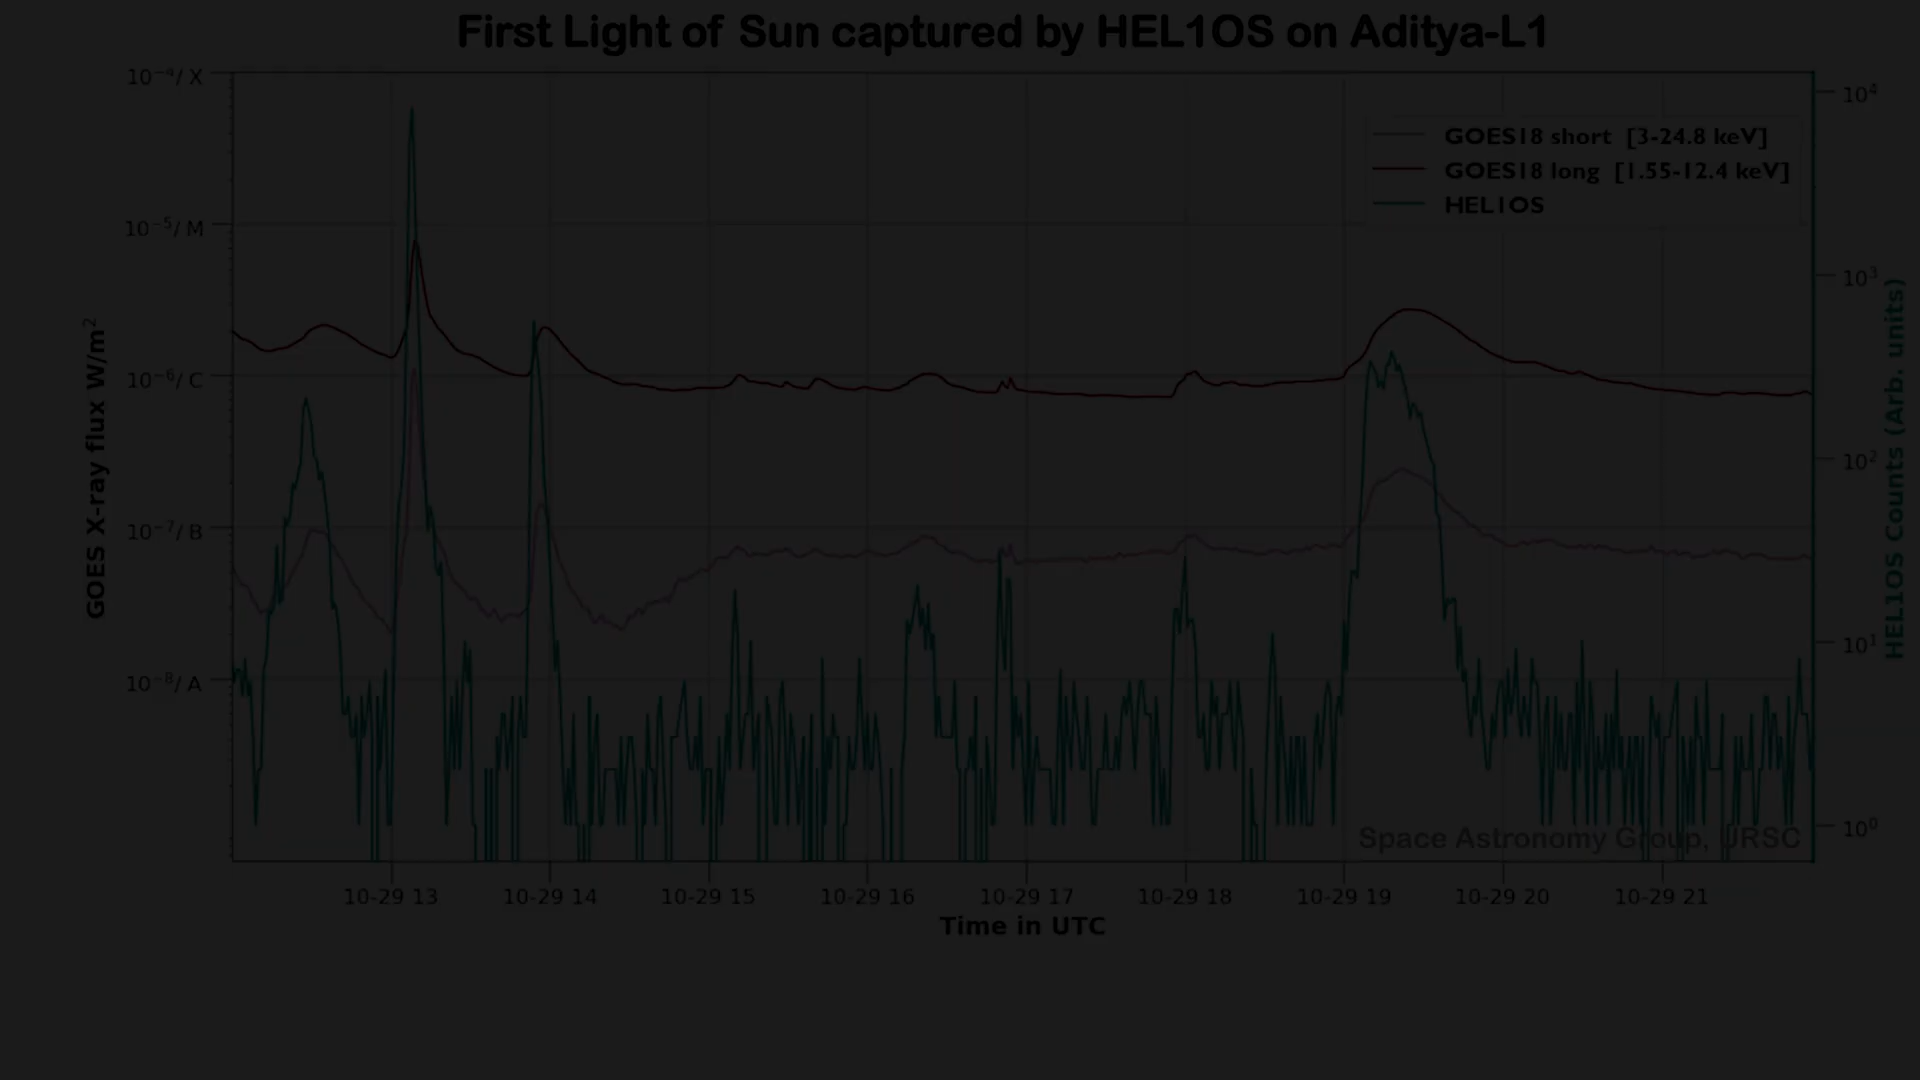 First Light of Sun captured by HEL1OS on Aditya-L1
10⁻⁴/ X
10⁻⁵/ M
10⁻⁶/ C
10⁻⁷/ B
10⁻⁸/ A
GOES X-ray flux W/m²
GOES18 short [3-24.8 keV]
GOES18 long [1.55-12.4 keV]
HEL1OS
10⁴
10³
10²
10¹
10⁰
HEL1OS Counts (Arb. units)
Space Astronomy Group, URSC
10-29 13 10-29 14 10-29 15 10-29 16 10-29 17 10-29 18 10-29 19 10-29 20 10-29 21
Time in UTC